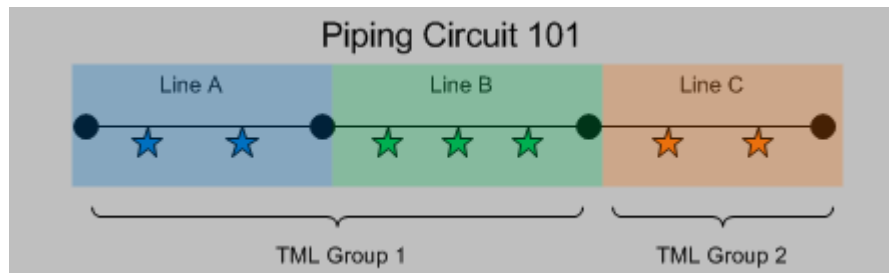 Piping Circuit 101
Line A
Line B
Line C
TML Group 1
TML Group 2